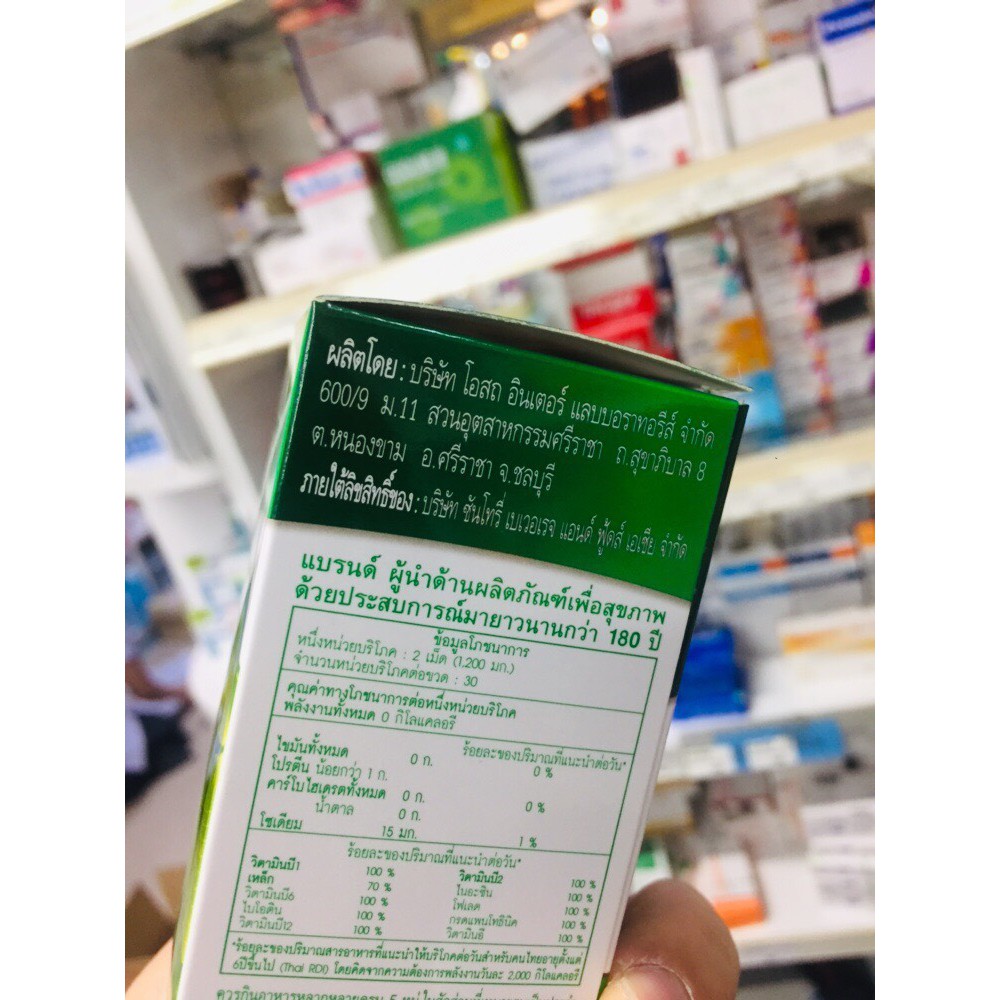 ผลิตโดย : บริษัท โอสถ อินเตอร์ แลบบอราทอรีส์ จำกัด
600/9 ม.11 สวนอุตสาหกรรมศรีราชา ถ.สุขาภิบาล 8
ต.หนองขาม อ.ศรีราชา จ.ชลบุรี
ภายใต้ลิขสิทธิ์ของ : บริษัท ซันโทรี่ เบเวอเรจ แอนด์ ฟู้ดส์ เอเชีย จำกัด
แบรนด์ ผู้นำด้านผลิตภัณฑ์เพื่อสุขภาพ
ด้วยประสบการณ์มายาวนานกว่า 180 ปี
ข้อมูลโภชนาการ
หนึ่งหน่วยบริโภค : 2 เม็ด (1,200 มก.)
จำนวนหน่วยบริโภคต่อขวด : 30
คุณค่าทางโภชนาการต่อหนึ่งหน่วยบริโภค
พลังงานทั้งหมด 0 กิโลแคลอรี
ร้อยละของปริมาณที่แนะนำต่อวัน*
ไขมันทั้งหมด 0 ก. 0 %
โปรตีน น้อยกว่า 1 ก.
คาร์โบไฮเดรตทั้งหมด 0 ก. 0 %
น้ำตาล 0 ก.
โซเดียม 15 มก. 1 %
ร้อยละของปริมาณที่แนะนำต่อวัน*
วิตามินบี1 100 % วิตามินบี2 100 %
เหล็ก 70 % ไนอะซิน 100 %
วิตามินบี6 100 % โฟเลต 100 %
ไบโอติน 100 % กรดแพนโทธินิค 100 %
วิตามินบี12 100 % วิตามินอี 100 %
*ร้อยละของปริมาณสารอาหารที่แนะนำให้บริโภคต่อวันสำหรับคนไทยอายุตั้งแต่
6ปีขึ้นไป (Thai RDI) โดยคิดจากความต้องการพลังงานวันละ 2,000 กิโลแคลอรี
ควรกินอาหารหลากหลายครบ 5 หมู่